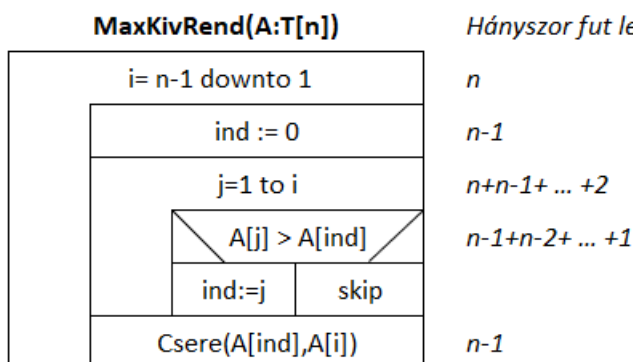 MaxKivRend(A:T[n]) Hányszor fut le
i= n-1 downto 1 n
ind := 0 n-1
j=1 to i n+n-1+ ... +2
A[j] > A[ind] n-1+n-2+ ... +1
ind:=j skip
Csere(A[ind],A[i]) n-1